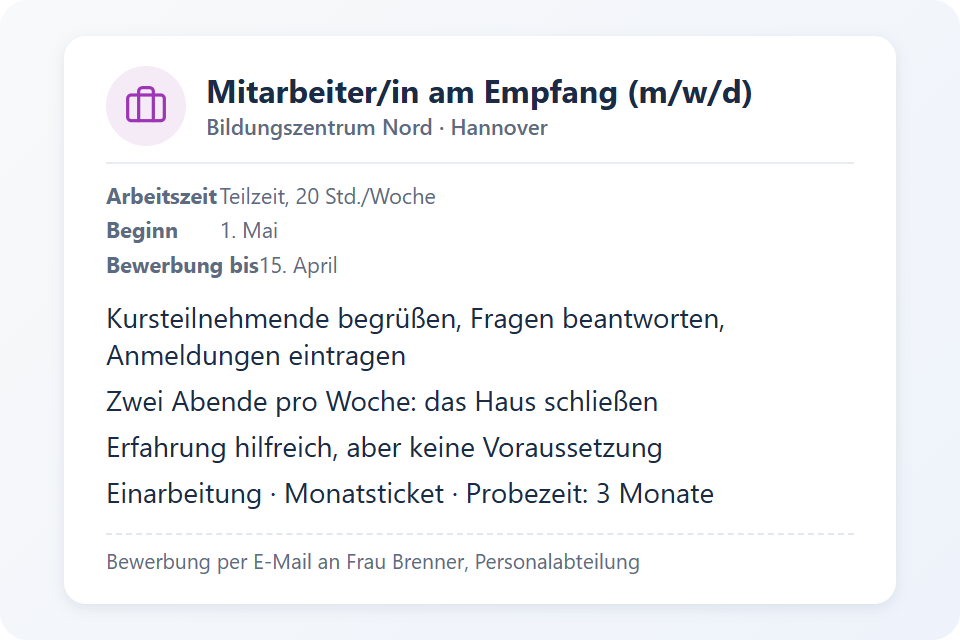 Mitarbeiter/in am Empfang (m/w/d)
Bildungszentrum Nord · Hannover
Arbeitszeit Teilzeit, 20 Std./Woche
Beginn 1. Mai
Bewerbung bis 15. April
Kursteilnehmende begrüßen, Fragen beantworten,
Anmeldungen eintragen
Zwei Abende pro Woche: das Haus schließen
Erfahrung hilfreich, aber keine Voraussetzung
Einarbeitung · Monatsticket · Probezeit: 3 Monate
Bewerbung per E-Mail an Frau Brenner, Personalabteilung